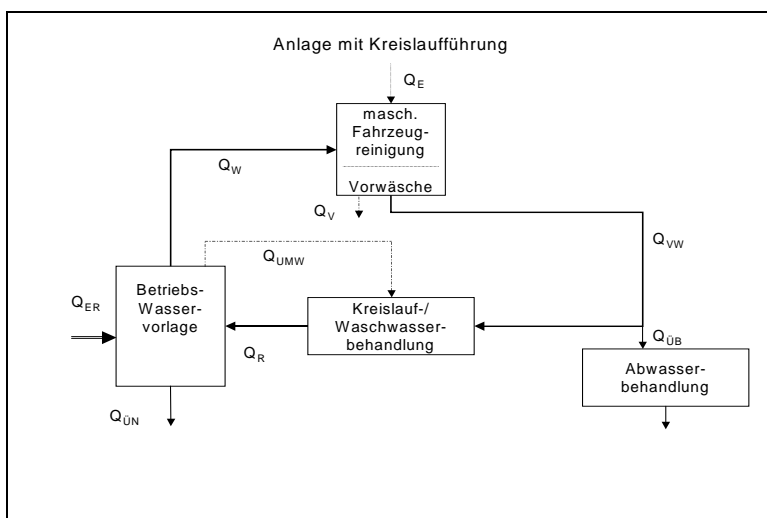 Anlage mit Kreislaufführung
Q_E
masch.
Fahrzeug-
reinigung
Vorwäsche
Q_W
Q_V
Q_VW
Q_UMW
Q_ER
Betriebs-
Wasser-
vorlage
Kreislauf-/
Waschwasser-
behandlung
Q_R
Q_ÜB
Abwasser-
behandlung
Q_ÜN